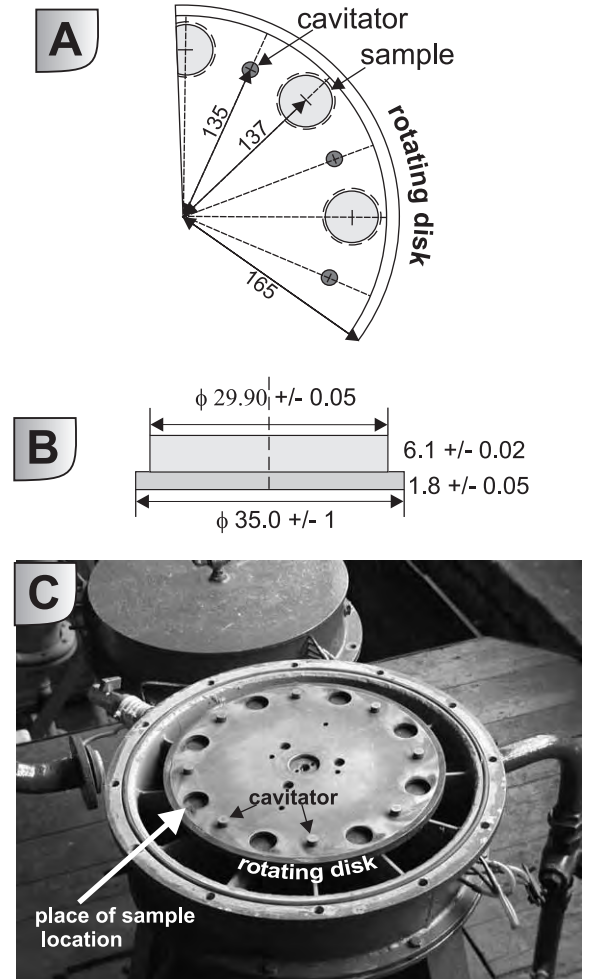 A
cavitator
sample
135
137
165
rotating disk
B
ϕ 29.90 +/- 0.05
6.1 +/- 0.02
1.8 +/- 0.05
ϕ 35.0 +/- 1
C
cavitator
rotating disk
place of sample
location